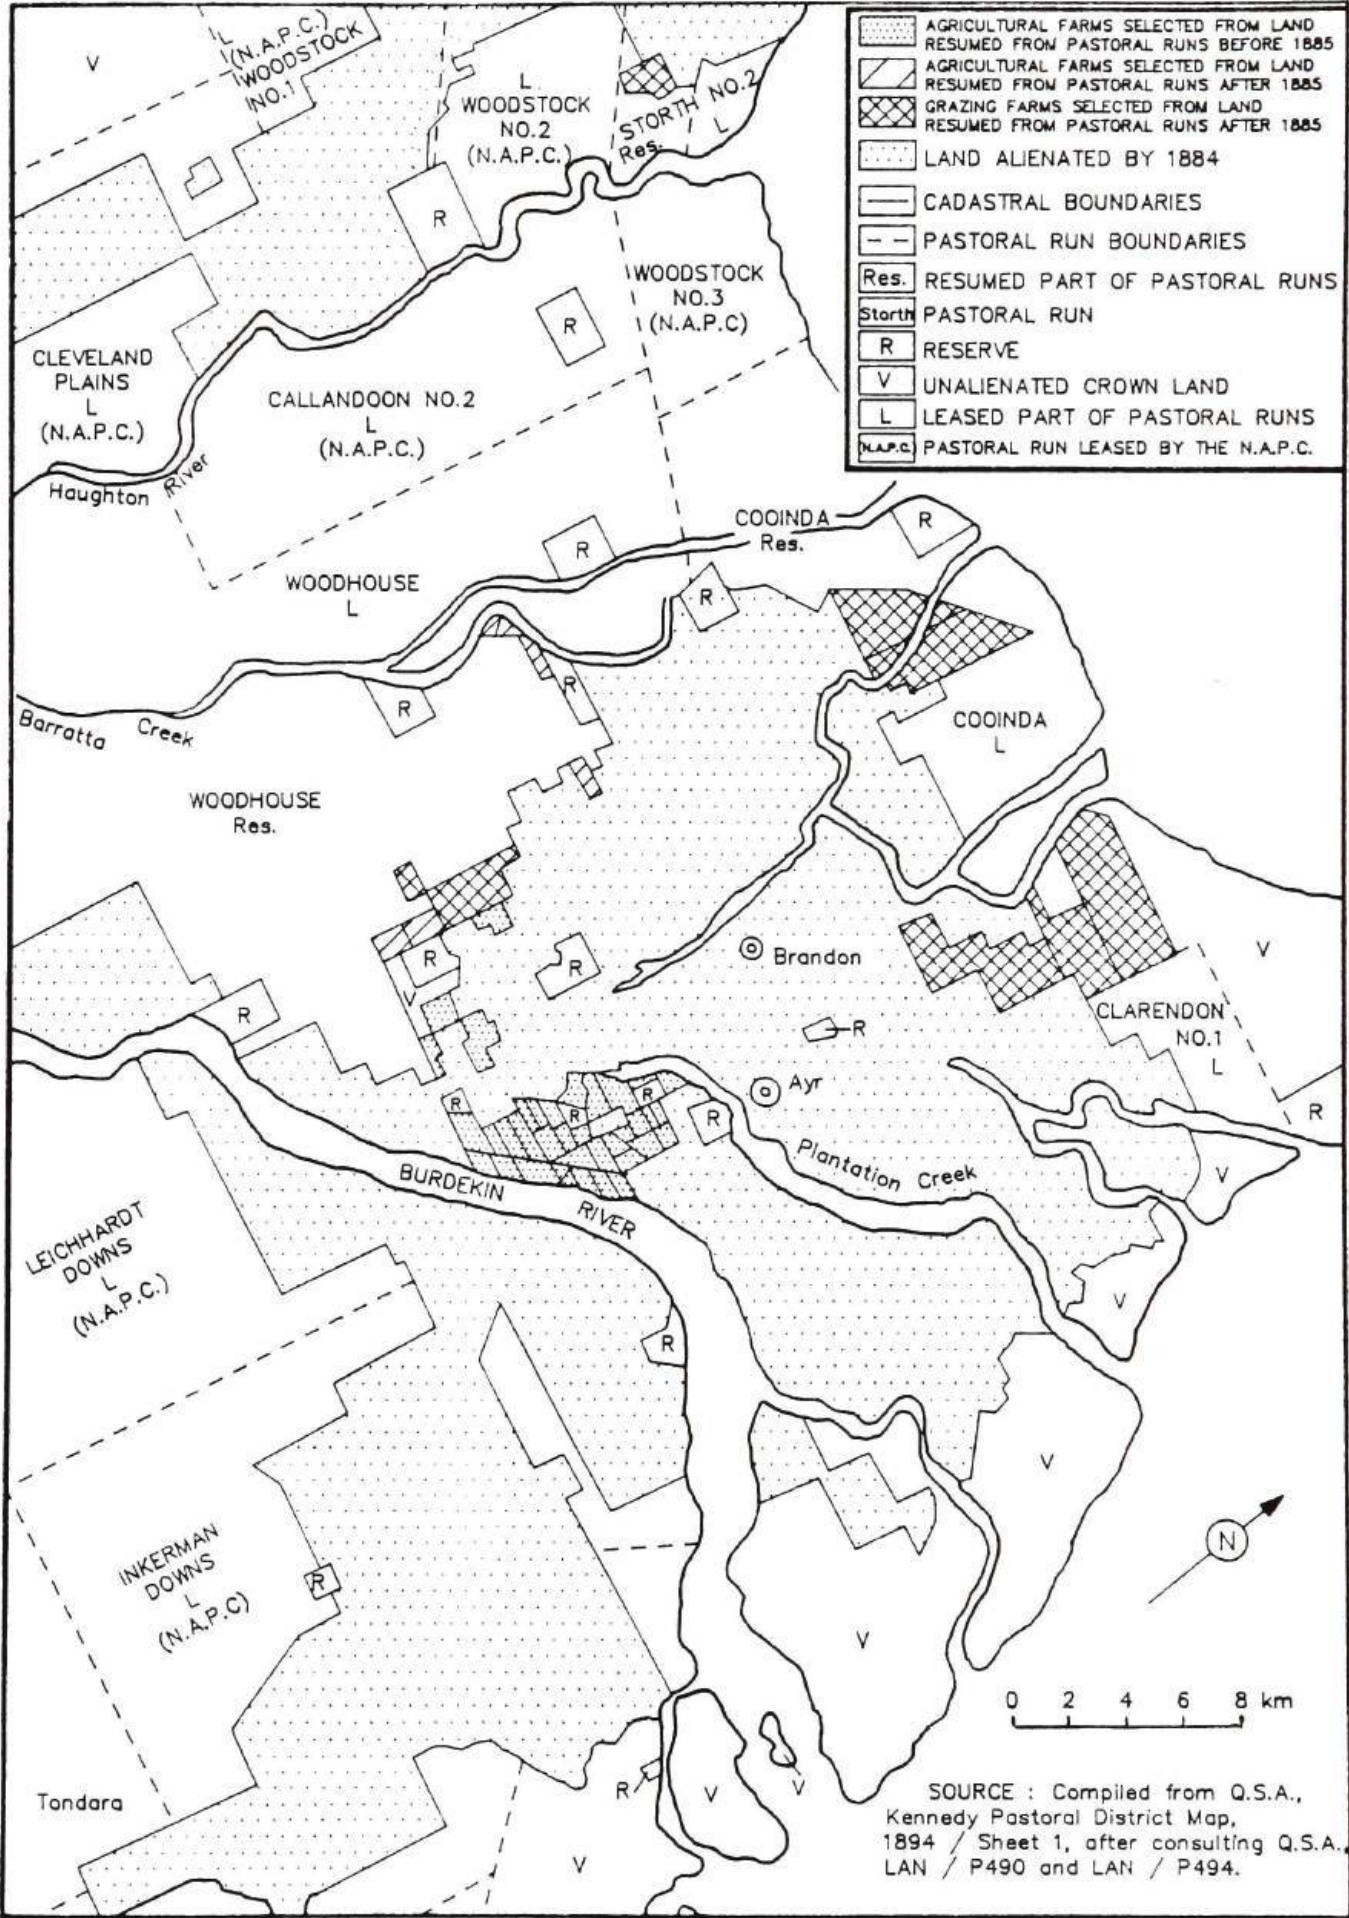 V
L
(N.A.P.C.)
WOODSTOCK
NO.1
L
WOODSTOCK
NO.2
(N.A.P.C.)
STORTH NO.2
Res.
L
AGRICULTURAL FARMS SELECTED FROM LAND
RESUMED FROM PASTORAL RUNS BEFORE 1885
AGRICULTURAL FARMS SELECTED FROM LAND
RESUMED FROM PASTORAL RUNS AFTER 1885
GRAZING FARMS SELECTED FROM LAND
RESUMED FROM PASTORAL RUNS AFTER 1885
LAND ALIENATED BY 1884
CADASTRAL BOUNDARIES
PASTORAL RUN BOUNDARIES
Res. RESUMED PART OF PASTORAL RUNS
Storth PASTORAL RUN
R RESERVE
V UNALIENATED CROWN LAND
L LEASED PART OF PASTORAL RUNS
(N.A.P.C.) PASTORAL RUN LEASED BY THE N.A.P.C.
R
WOODSTOCK
NO.3
(N.A.P.C)
R
CLEVELAND
PLAINS
L
(N.A.P.C.)
CALLANDOON NO.2
L
(N.A.P.C.)
Haughton River
COOINDA
Res.
R
R
WOODHOUSE
L
R
R
R
Barratta Creek
COOINDA
L
WOODHOUSE
Res.
R
V
R
Brandon
V
R
R
CLARENDON
NO.1
L
R
Ayr
R
R
R
R
R
Plantation Creek
V
BURDEKIN RIVER
LEICHHARDT
DOWNS
L
(N.A.P.C.)
V
R
V
INKERMAN
DOWNS
L
(N.A.P.C)
R
N
V
0 2 4 6 8 km
Tondara
R
V
V
V
SOURCE : Compiled from Q.S.A.,
Kennedy Pastoral District Map,
1894 / Sheet 1, after consulting Q.S.A.,
LAN / P490 and LAN / P494.